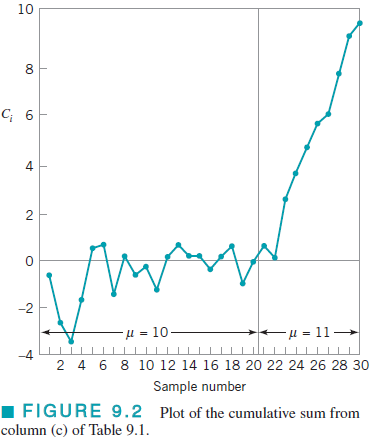 10
8
C_i 6
4
2
0
−2
μ = 10 μ = 11
−4
2 4 6 8 10 12 14 16 18 20 22 24 26 28 30
Sample number
FIGURE 9.2 Plot of the cumulative sum from
column (c) of Table 9.1.